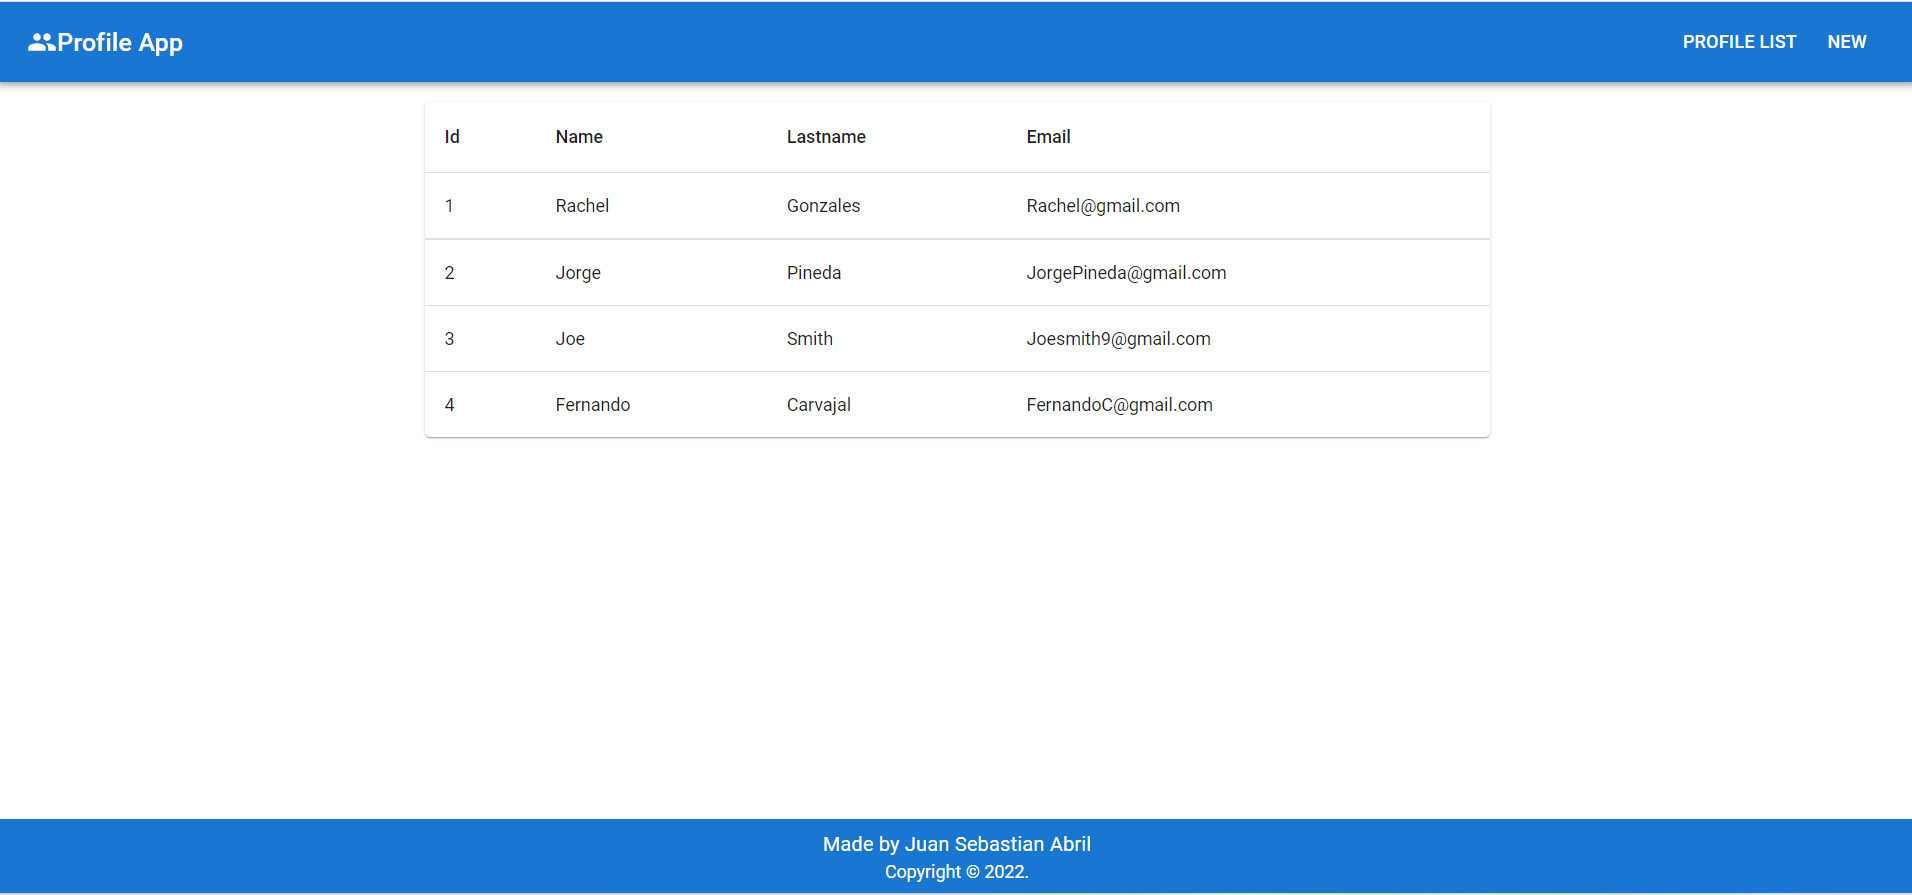 Profile App PROFILE LIST NEW
Id Name Lastname Email
1 Rachel Gonzales Rachel@gmail.com
2 Jorge Pineda JorgePineda@gmail.com
3 Joe Smith Joesmith9@gmail.com
4 Fernando Carvajal FernandoC@gmail.com
Made by Juan Sebastian Abril
Copyright © 2022.